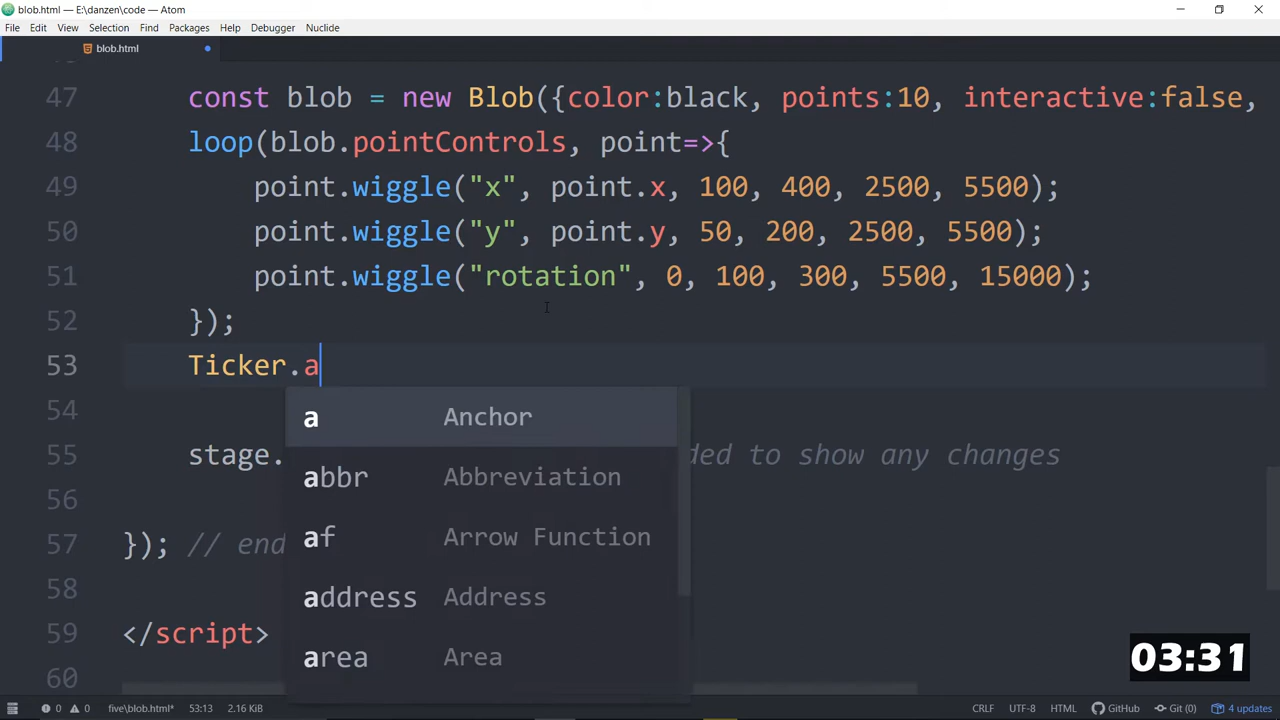 blob.html — E:\danzen\code — Atom
File Edit View Selection Find Packages Help Debugger Nuclide
blob.html
47 const blob = new Blob({color:black, points:10, interactive:false,
48 loop(blob.pointControls, point=>{
49 point.wiggle("x", point.x, 100, 400, 2500, 5500);
50 point.wiggle("y", point.y, 50, 200, 2500, 5500);
51 point.wiggle("rotation", 0, 100, 300, 5500, 15000);
52 });
53 Ticker.a
54 a Anchor
55 stage. ded to show any changes
abbr Abbreviation
56
57 }); // end af Arrow Function
58 address Address
59 </script>
area Area
60
03:31
0 0 five\blob.html* 53:13 2.16 KiB CRLF UTF-8 HTML GitHub Git (0) 4 updates